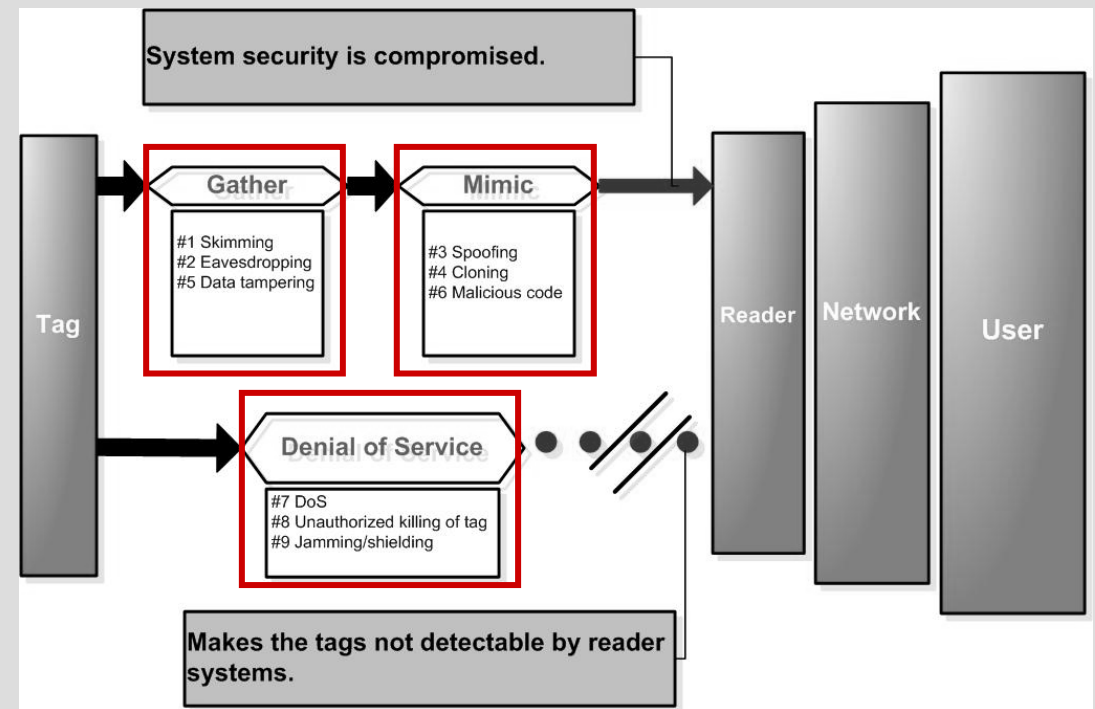 System security is compromised.
Tag
Gather
#1 Skimming
#2 Eavesdropping
#5 Data tampering
Mimic
#3 Spoofing
#4 Cloning
#6 Malicious code
Reader
Network
User
Denial of Service
#7 DoS
#8 Unauthorized killing of tag
#9 Jamming/shielding
Makes the tags not detectable by reader
systems.